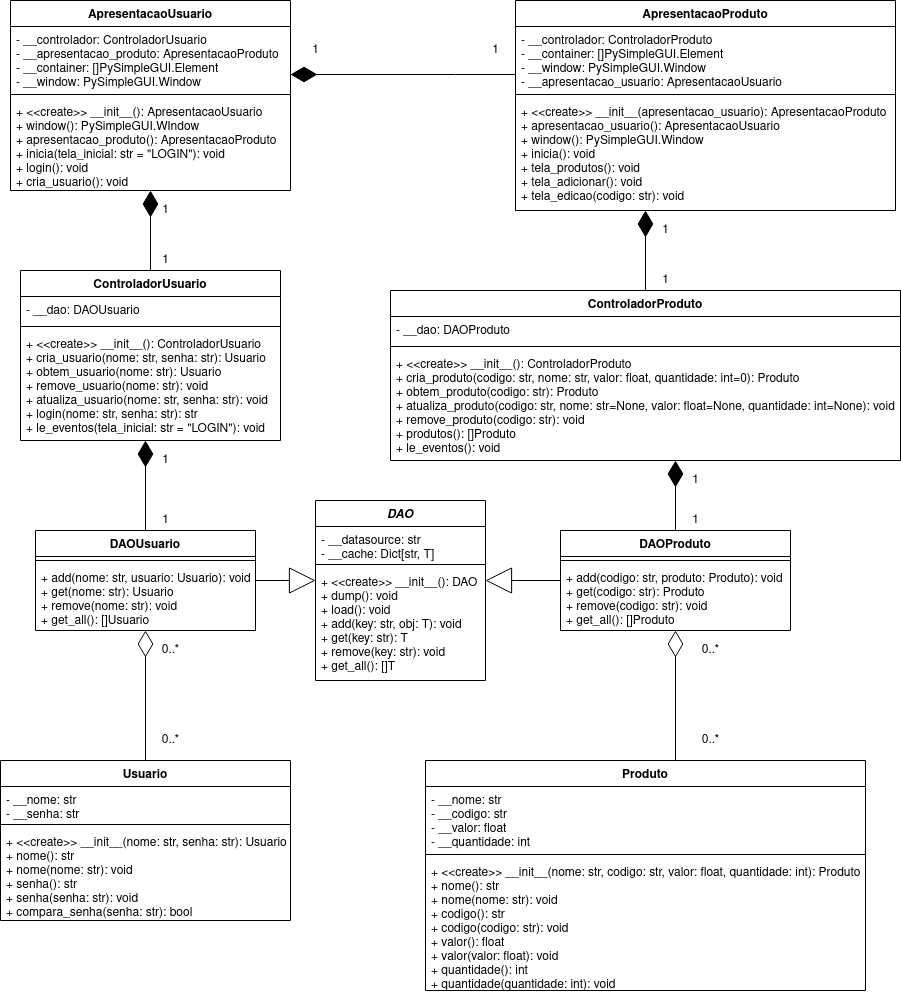 ApresentacaoUsuario
- __controlador: ControladorUsuario
- __apresentacao_produto: ApresentacaoProduto
- __container: []PySimpleGUI.Element
- __window: PySimpleGUI.Window
+ <<create>> __init__(): ApresentacaoUsuario
+ window(): PySimpleGUI.WIndow
+ apresentacao_produto(): ApresentacaoProduto
+ inicia(tela_inicial: str = "LOGIN"): void
+ login(): void
+ cria_usuario(): void
1
1
ApresentacaoProduto
- __controlador: ControladorProduto
- __container: []PySimpleGUI.Element
- __window: PySimpleGUI.Window
- __apresentacao_usuario: ApresentacaoUsuario
+ <<create>> __init__(apresentacao_usuario): ApresentacaoProduto
+ apresentacao_usuario(): ApresentacaoUsuario
+ window(): PySimpleGUI.Window
+ inicia(): void
+ tela_produtos(): void
+ tela_adicionar(): void
+ tela_edicao(codigo: str): void
1
1
1
1
ControladorUsuario
- __dao: DAOUsuario
+ <<create>> __init__(): ControladorUsuario
+ cria_usuario(nome: str, senha: str): Usuario
+ obtem_usuario(nome: str): Usuario
+ remove_usuario(nome: str): void
+ atualiza_usuario(nome: str, senha: str): void
+ login(nome: str, senha: str): str
+ le_eventos(tela_inicial: str = "LOGIN"): void
ControladorProduto
- __dao: DAOProduto
+ <<create>> __init__(): ControladorProduto
+ cria_produto(codigo: str, nome: str, valor: float, quantidade: int=0): Produto
+ obtem_produto(codigo: str): Produto
+ atualiza_produto(codigo: str, nome: str=None, valor: float=None, quantidade: int=None): void
+ remove_produto(codigo: str): void
+ produtos(): []Produto
+ le_eventos(): void
1
1
1
1
DAOUsuario
+ add(nome: str, usuario: Usuario): void
+ get(nome: str): Usuario
+ remove(nome: str): void
+ get_all(): []Usuario
DAO
- __datasource: str
- __cache: Dict[str, T]
+ <<create>> __init__(): DAO
+ dump(): void
+ load(): void
+ add(key: str, obj: T): void
+ get(key: str): T
+ remove(key: str): void
+ get_all(): []T
DAOProduto
+ add(codigo: str, produto: Produto): void
+ get(codigo: str): Produto
+ remove(codigo: str): void
+ get_all(): []Produto
0..*
0..*
0..*
0..*
Usuario
- __nome: str
- __senha: str
+ <<create>> __init__(nome: str, senha: str): Usuario
+ nome(): str
+ nome(nome: str): void
+ senha(): str
+ senha(senha: str): void
+ compara_senha(senha: str): bool
Produto
- __nome: str
- __codigo: str
- __valor: float
- __quantidade: int
+ <<create>> __init__(nome: str, codigo: str, valor: float, quantidade: int): Produto
+ nome(): str
+ nome(nome: str): void
+ codigo(): str
+ codigo(codigo: str): void
+ valor(): float
+ valor(valor: float): void
+ quantidade(): int
+ quantidade(quantidade: int): void